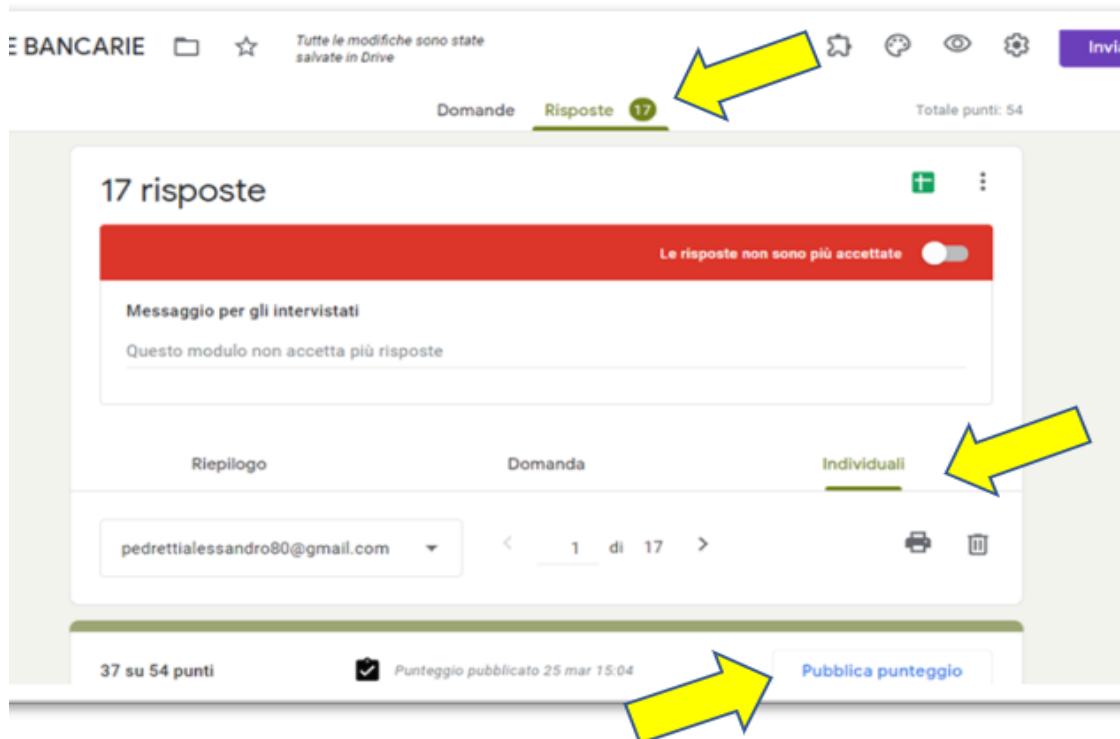 E BANCARIE
Tutte le modifiche sono state
salvate in Drive
Domande Risposte 17
Totale punti: 54
17 risposte
Le risposte non sono più accettate
Messaggio per gli intervistati
Questo modulo non accetta più risposte
Riepilogo Domanda Individuali
pedrettialessandro80@gmail.com 1 di 17
37 su 54 punti Punteggio pubblicato 25 mar 15:04 Pubblica punteggio